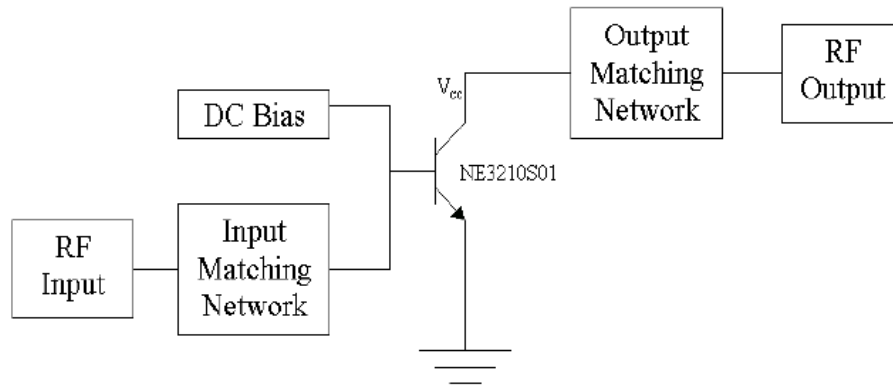 Output
Matching
Network
RF
Output
Vcc
DC Bias
NE3210S01
RF
Input
Input
Matching
Network